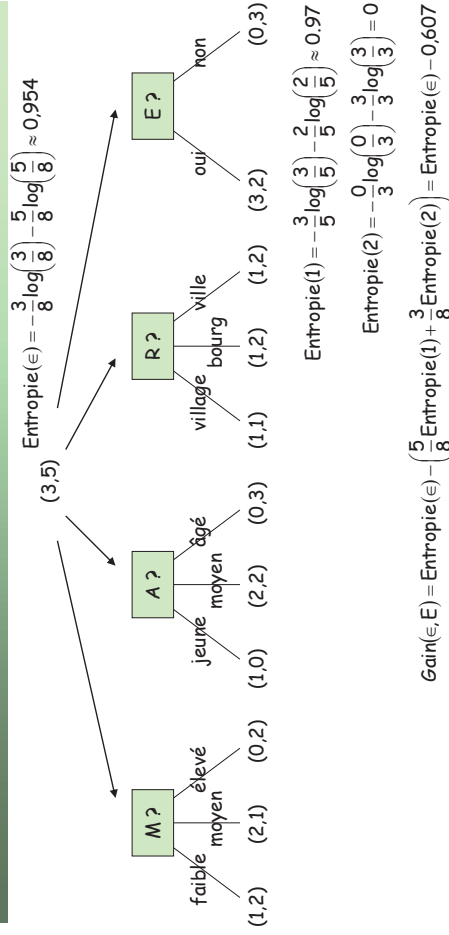 Entropie(∈) = −3/8 log(3/8) − 5/8 log(5/8) ≈ 0,954
(3,5)
M ? A ? R ? E ?
faible moyen élevé jeune moyen âgé village bourg ville oui non
(1,2) (2,1) (0,2) (1,0) (2,2) (0,3) (1,1) (1,2) (1,2) (3,2) (0,3)
Entropie(1) = −3/5 log(3/5) − 2/5 log(2/5) ≈ 0.97
Entropie(2) = −0/3 log(0/3) − 3/3 log(3/3) = 0
Gain(∈, E) = Entropie(∈) − (5/8 Entropie(1) + 3/8 Entropie(2)) = Entropie(∈) − 0,607